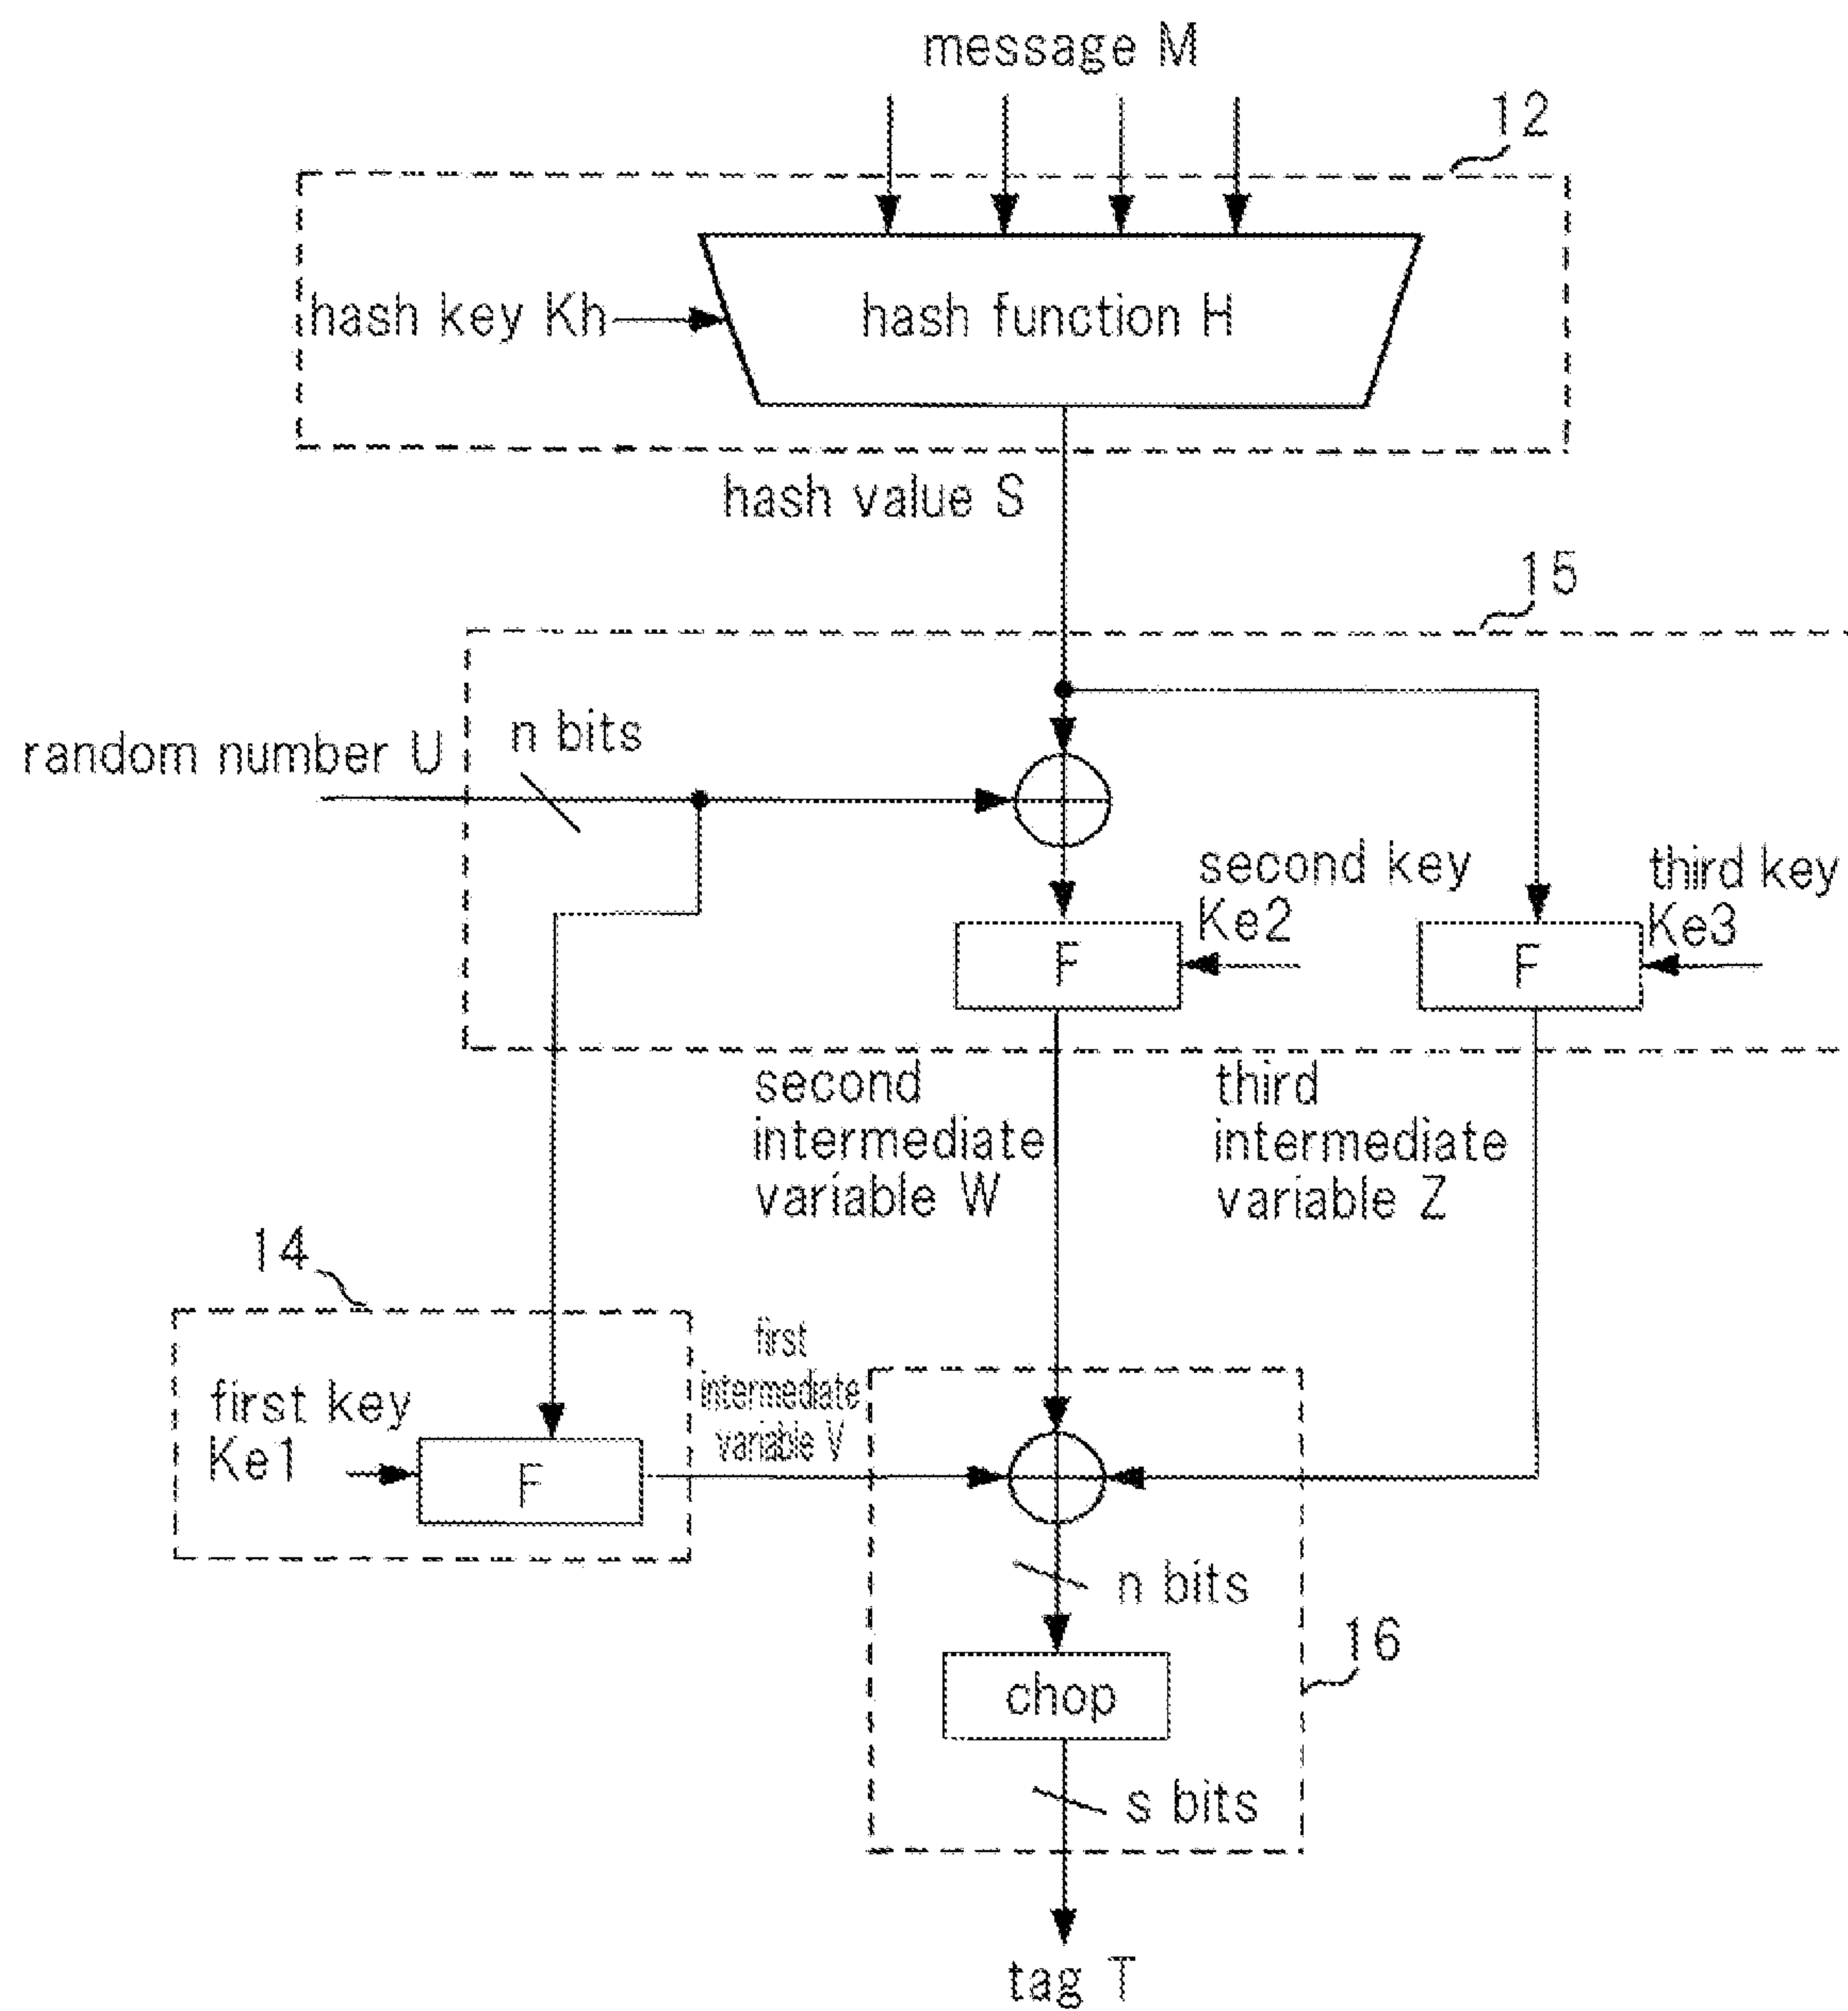 message M
12
hash key Kh
hash function H
hash value S
15
random number U
n bits
second key
Ke2
third key
Ke3
F
F
second
intermediate
variable W
third
intermediate
variable Z
14
first
intermediate
variable V
first key
Ke1
F
n bits
16
chop
s bits
tag T